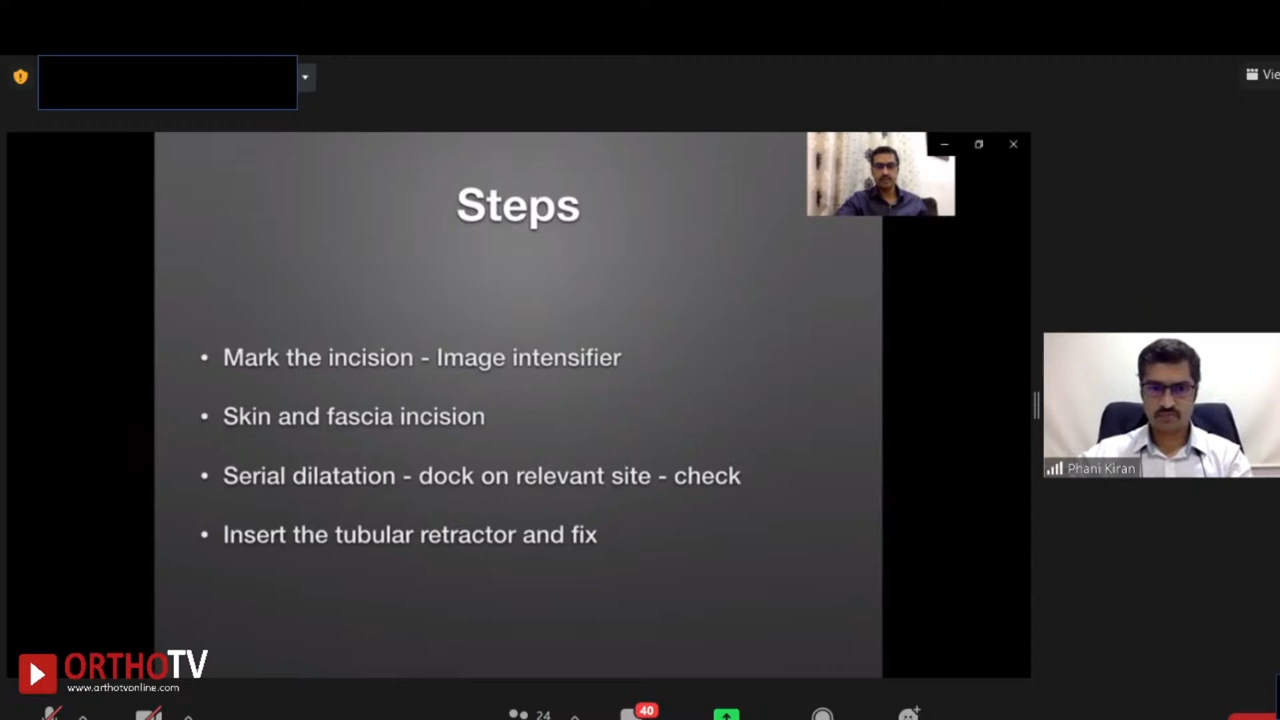 Vie
Steps
• Mark the incision - Image intensifier
• Skin and fascia incision
• Serial dilatation - dock on relevant site - check
• Insert the tubular retractor and fix
Phani Kiran
ORTHOTV
www.orthotvonline.com
24
40